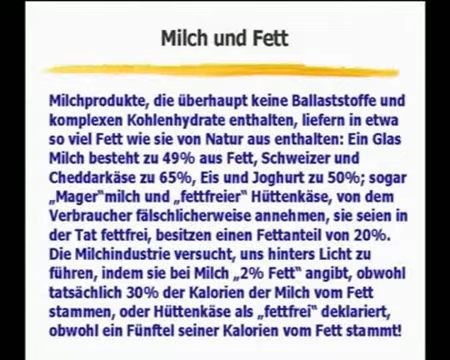 Milch und Fett
Milchprodukte, die überhaupt keine Ballaststoffe und
komplexen Kohlenhydrate enthalten, liefern in etwa
so viel Fett wie sie von Natur aus enthalten: Ein Glas
Milch besteht zu 49% aus Fett, Schweizer und
Cheddarkäse zu 65%, Eis und Joghurt zu 50%; sogar
„Mager“milch und „fettfreier“ Hüttenkäse, von dem
Verbraucher fälschlicherweise annehmen, sie seien in
der Tat fettfrei, besitzen einen Fettanteil von 20%.
Die Milchindustrie versucht, uns hinters Licht zu
führen, indem sie bei Milch „2% Fett“ angibt, obwohl
tatsächlich 30% der Kalorien der Milch vom Fett
stammen, oder Hüttenkäse als „fettfrei“ deklariert,
obwohl ein Fünftel seiner Kalorien vom Fett stammt!